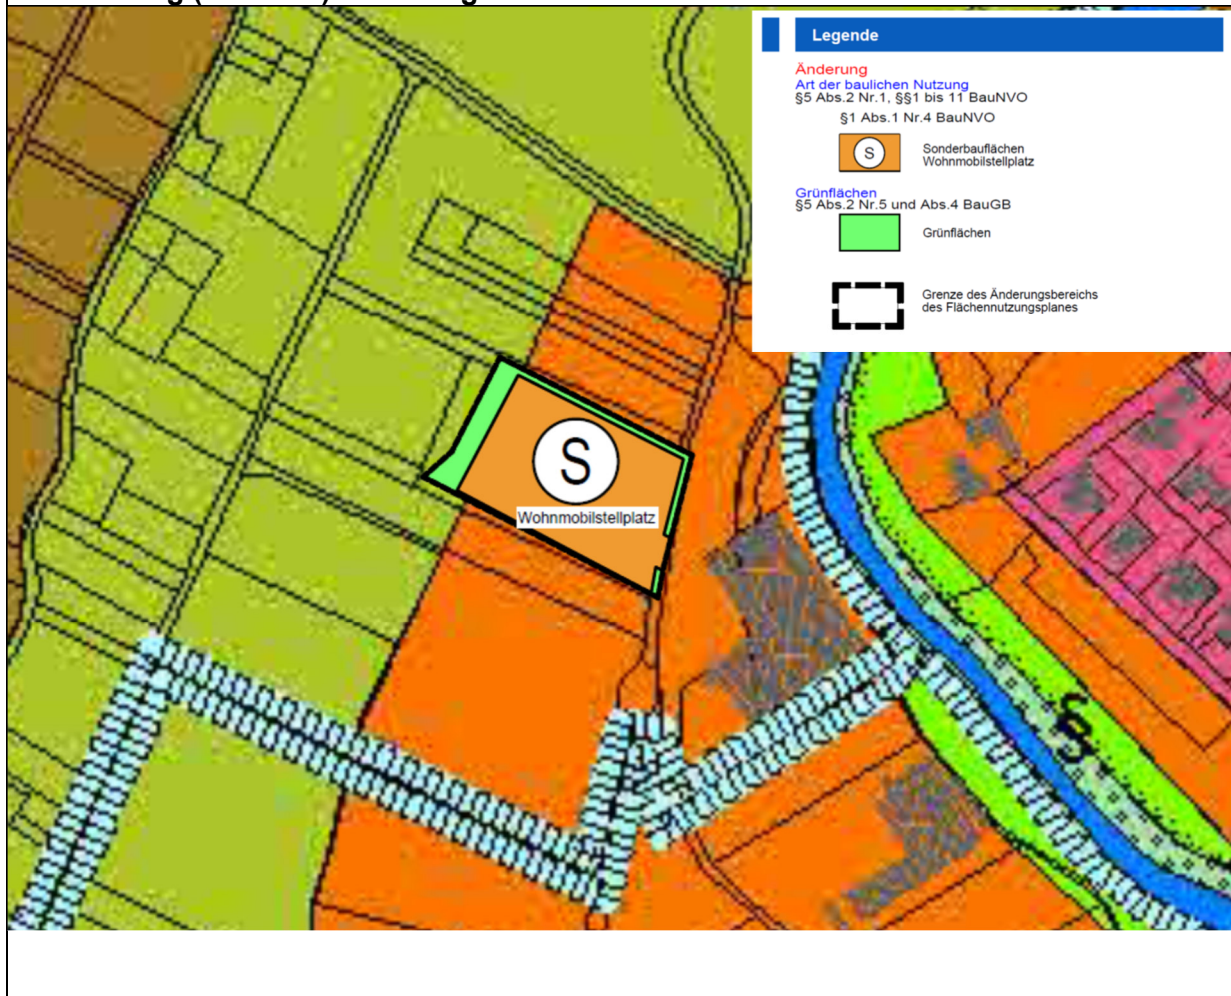 Legende
Änderung
Art der baulichen Nutzung
§5 Abs.2 Nr.1, §§1 bis 11 BauNVO
§1 Abs.1 Nr.4 BauNVO
S
Sonderbauflächen
Wohnmobilstellplatz
Grünflächen
§5 Abs.2 Nr.5 und Abs.4 BauGB
Grünflächen
Grenze des Änderungsbereichs
des Flächennutzungsplanes
S
Wohnmobilstellplatz